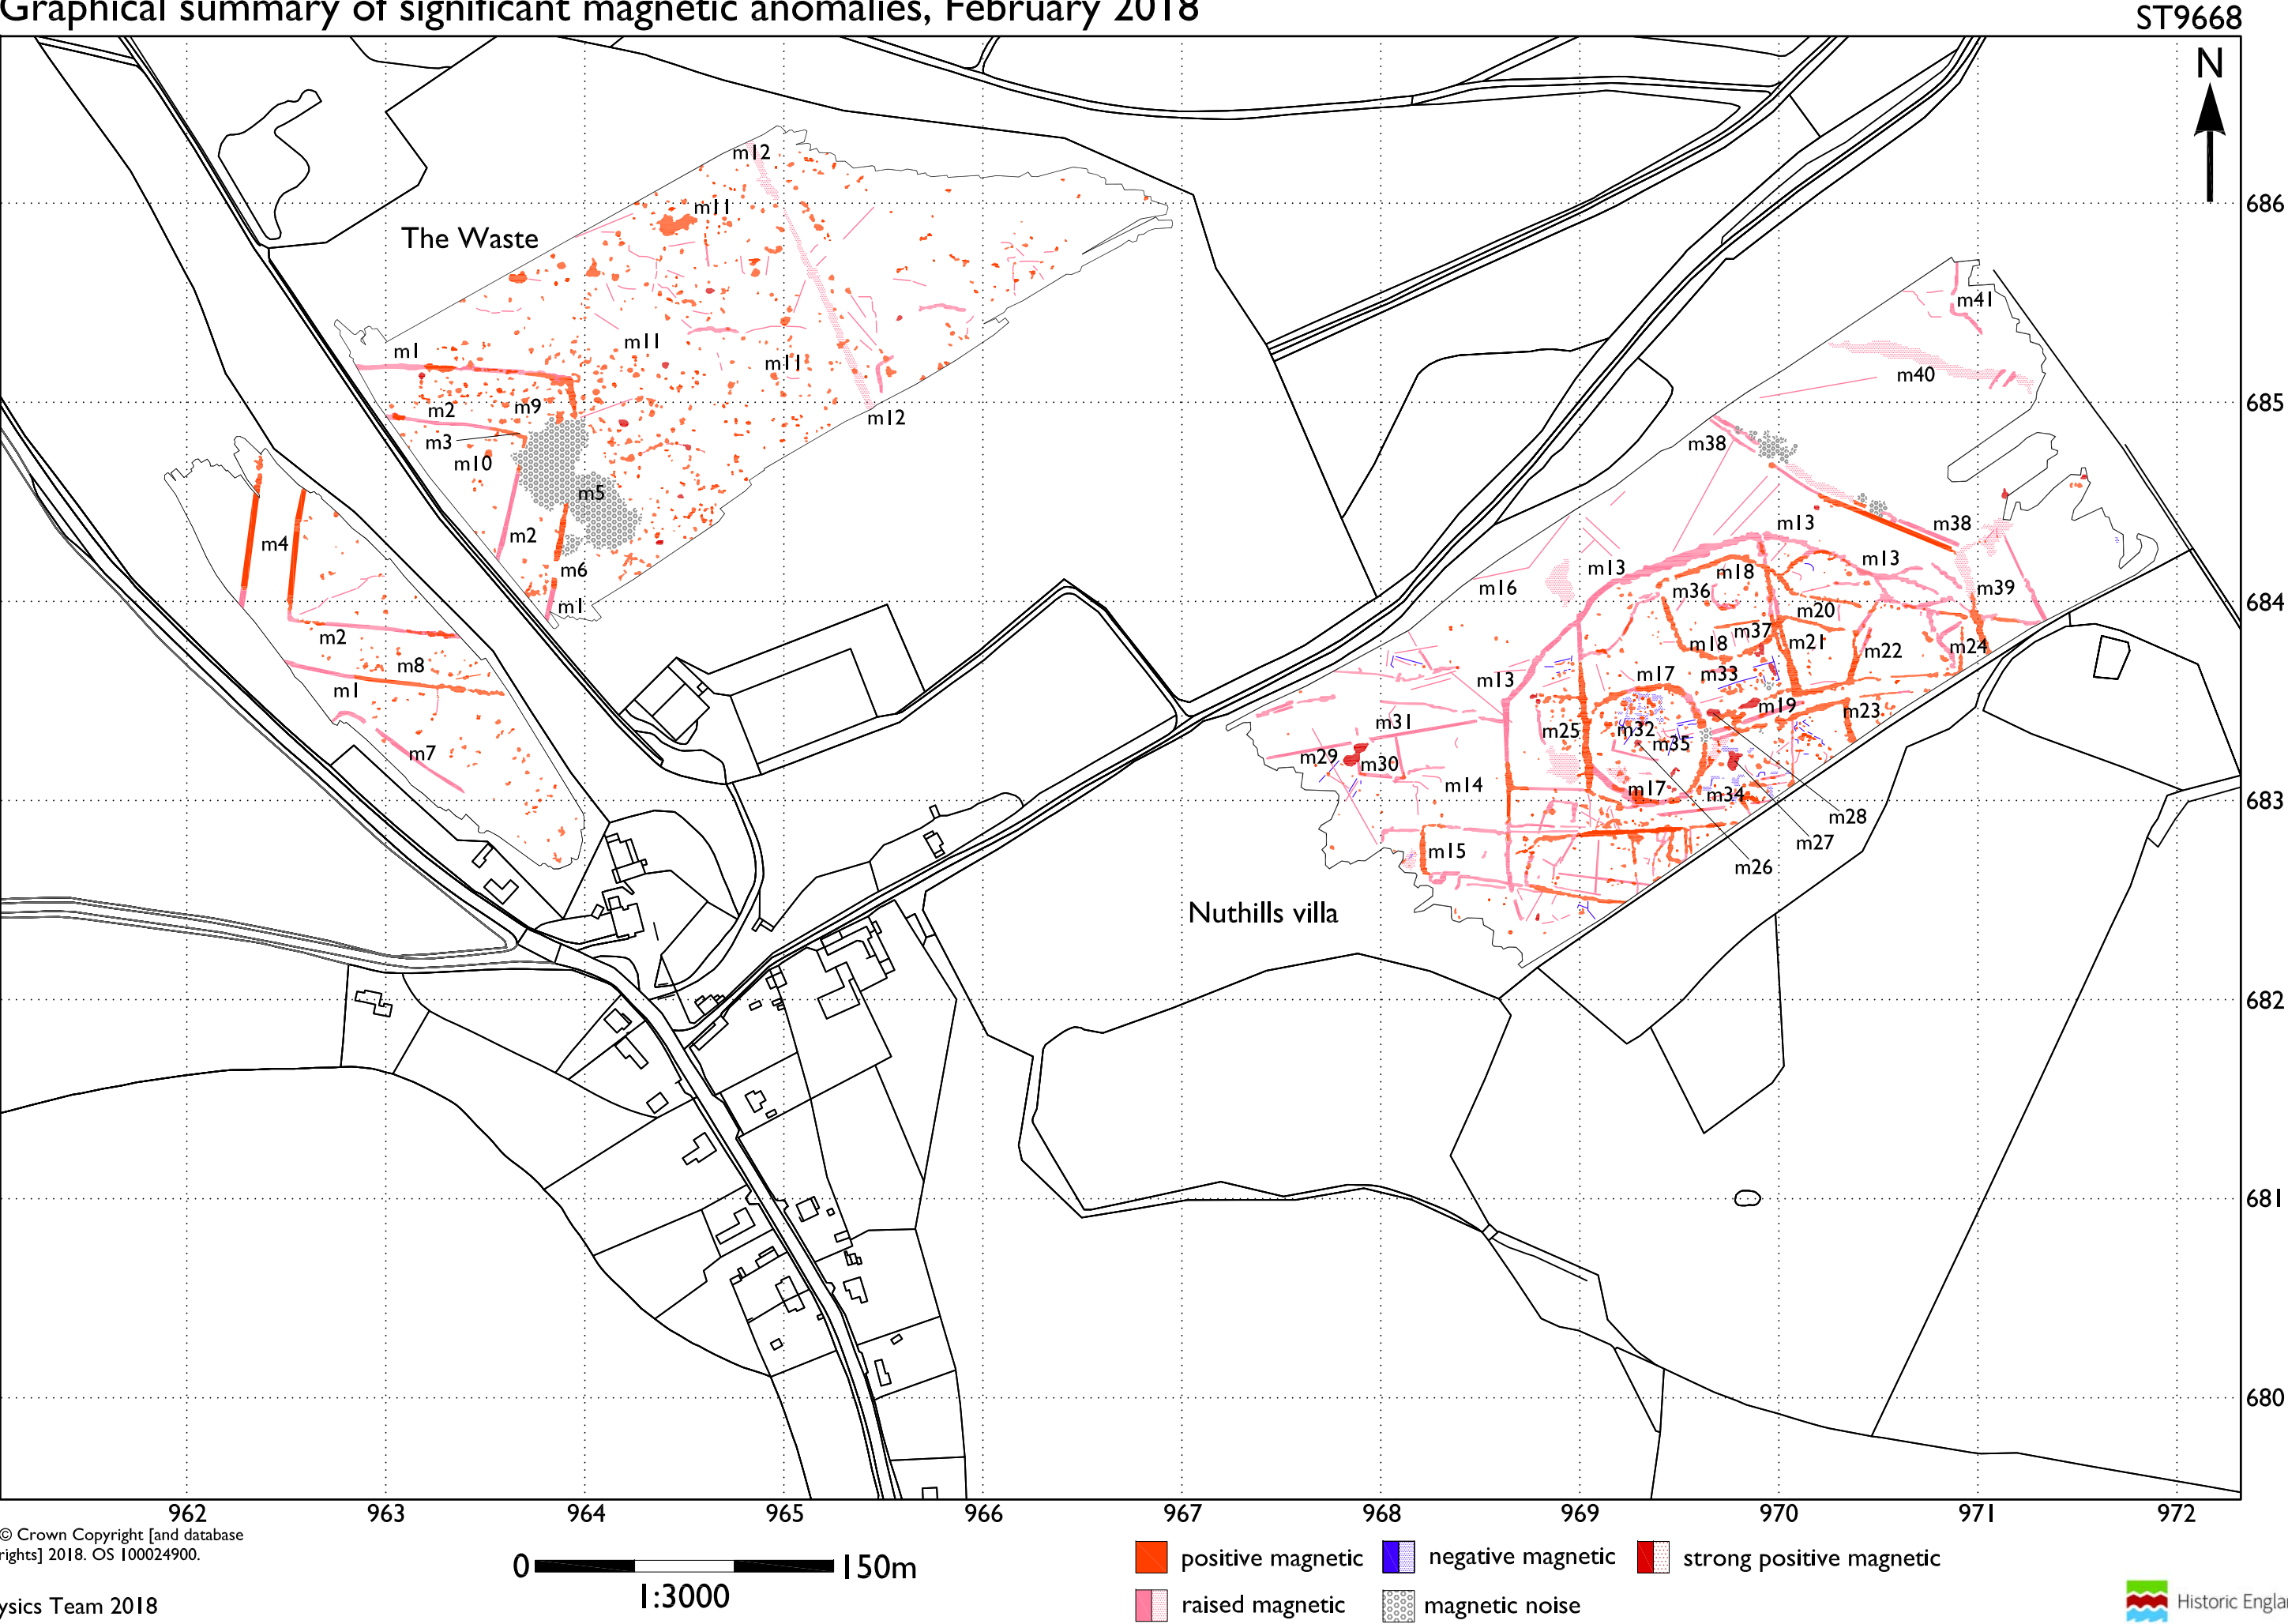 Graphical summary of significant magnetic anomalies, February 2018
ST9668
N
m12
686
m11
The Waste
m41
m11
m1
m11
m40
685
m2
m9
m12
m3
m38
m10
m5
m13
m38
m2
m4
m13
m13
m6
m18
m16
m36
m39
m1
m20
684
m2
m37
m21
m18
m22
m24
m8
m17
m33
m1
m13
m19
m23
m31
m25
m32
m35
m7
m29
m30
m14
m17
m34
683
m28
m15
m27
m26
Nuthills villa
682
681
680
962 963 964 965 966 967 968 969 970 971 972
© Crown Copyright [and database
rights] 2018. OS 100024900.
0 150m
1:3000
positive magnetic
negative magnetic
strong positive magnetic
raised magnetic
magnetic noise
2018
Team
Historic